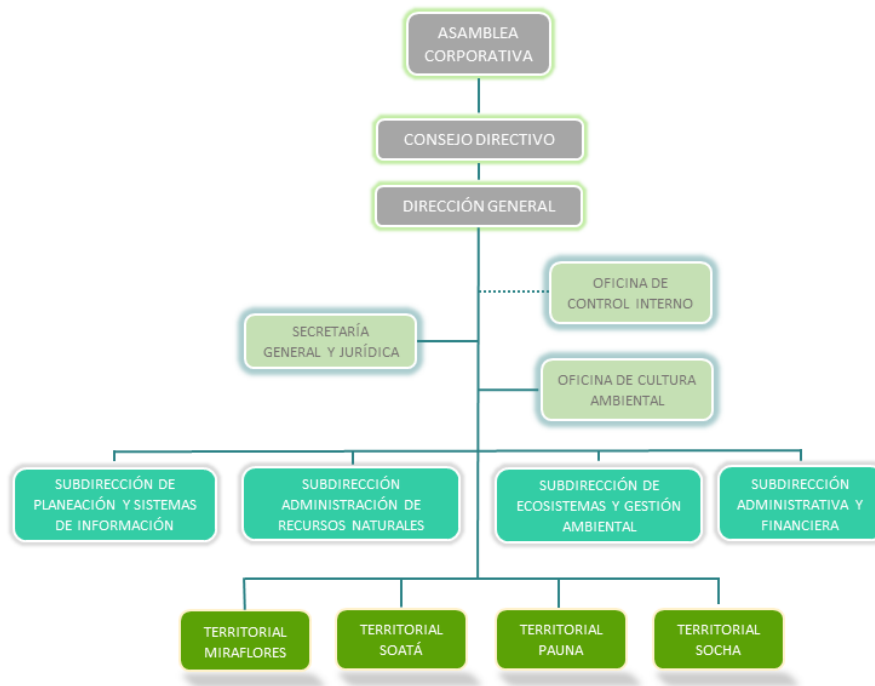 ASAMBLEA
CORPORATIVA
CONSEJO DIRECTIVO
DIRECCIÓN GENERAL
OFICINA DE
CONTROL INTERNO
SECRETARÍA
GENERAL Y JURÍDICA
OFICINA DE CULTURA
AMBIENTAL
SUBDIRECCIÓN DE
PLANEACIÓN Y SISTEMAS
DE INFORMACIÓN
SUBDIRECCIÓN
ADMINISTRACIÓN DE
RECURSOS NATURALES
SUBDIRECCIÓN DE
ECOSISTEMAS Y GESTIÓN
AMBIENTAL
SUBDIRECCIÓN
ADMINISTRATIVA Y
FINANCIERA
TERRITORIAL
MIRAFLORES
TERRITORIAL
SOATÁ
TERRITORIAL
PAUNA
TERRITORIAL
SOCHA